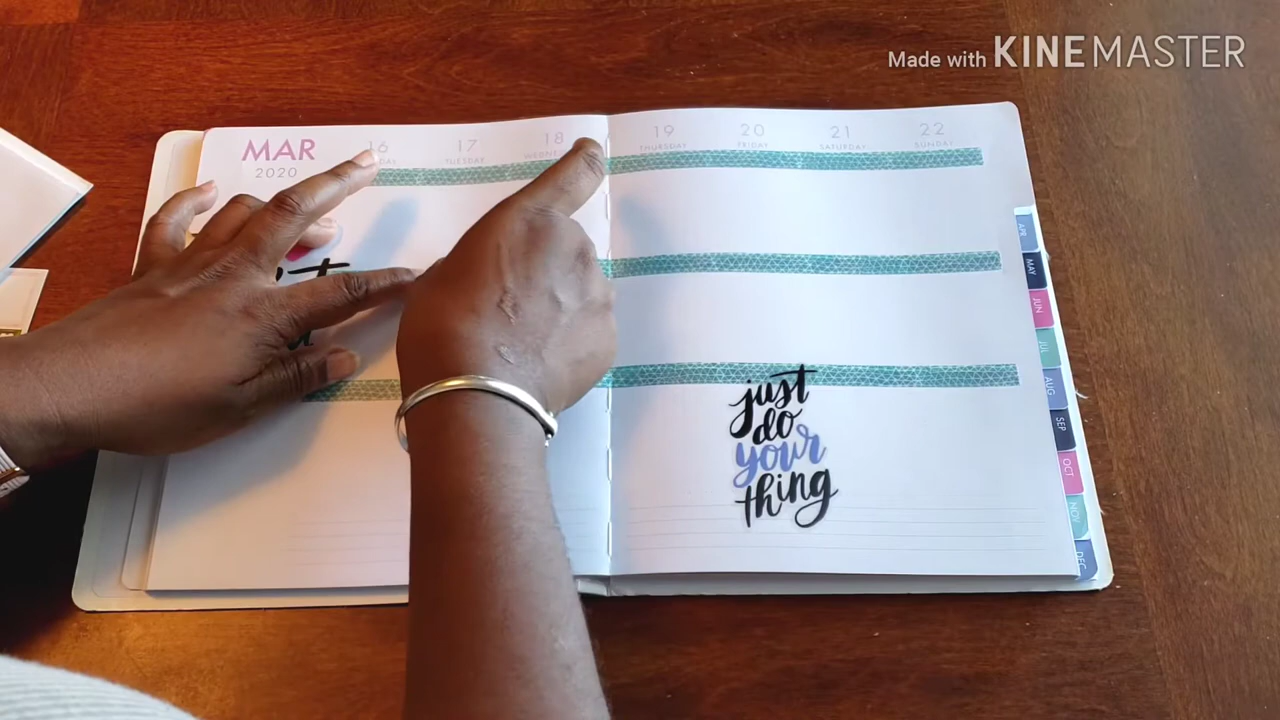 Made with KINEMASTER
MAR
2020
16 17 18 19 20 21 22
TUESDAY THURSDAY FRIDAY SATURDAY SUNDAY
just
do
your
thing
APR
MAY
JUN
JUL
AUG
SEP
OCT
NOV
DEC